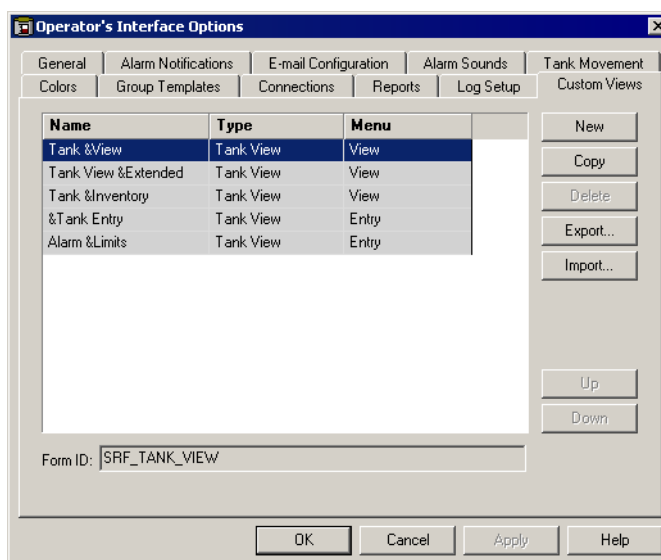 Operator's Interface Options
General Alarm Notifications E-mail Configuration Alarm Sounds Tank Movement
Colors Group Templates Connections Reports Log Setup Custom Views
Name Type Menu
Tank &View Tank View View
Tank View &Extended Tank View View
Tank &Inventory Tank View View
&Tank Entry Tank View Entry
Alarm &Limits Tank View Entry
New
Copy
Delete
Export...
Import...
Up
Down
Form ID: SRF_TANK_VIEW
OK Cancel Apply Help